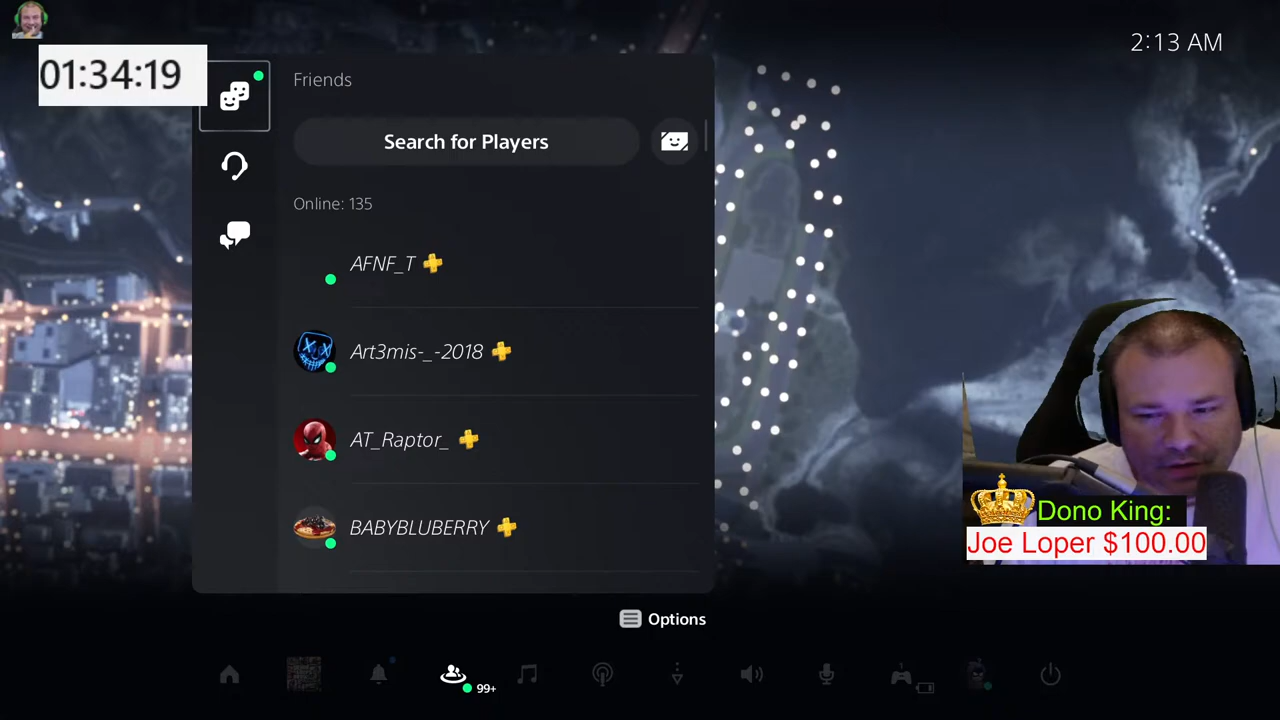 2:13 AM
01:34:19
Friends
Search for Players
Online: 135
AFNF_T
Art3mis-_-2018
AT_Raptor_
BABYBLUBERRY
Dono King:
Joe Loper $100.00
Options
99+